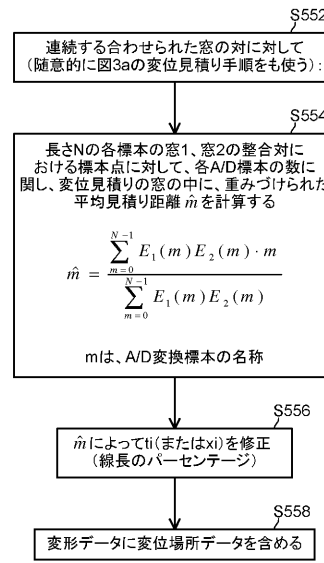 S552
連続する合わせられた窓の対に対して
(随意的に図3aの変位見積り手順をも使う):
S554
長さNの各標本の窓1、窓2の整合対に
おける標本点に対して、各A/D標本の数に
関し、変位見積りの窓の中に、重みづけられた
平均見積り距離 m̂ を計算する
m̂ = \frac{\sum_{m=0}^{N-1} E_1(m) E_2(m) \cdot m}{\sum_{m=0}^{N-1} E_1(m) E_2(m)}
mは、A/D変換標本の名称
S556
m̂によってti(またはxi)を修正
(線長のパーセンテージ)
S558
変形データに変位場所データを含める